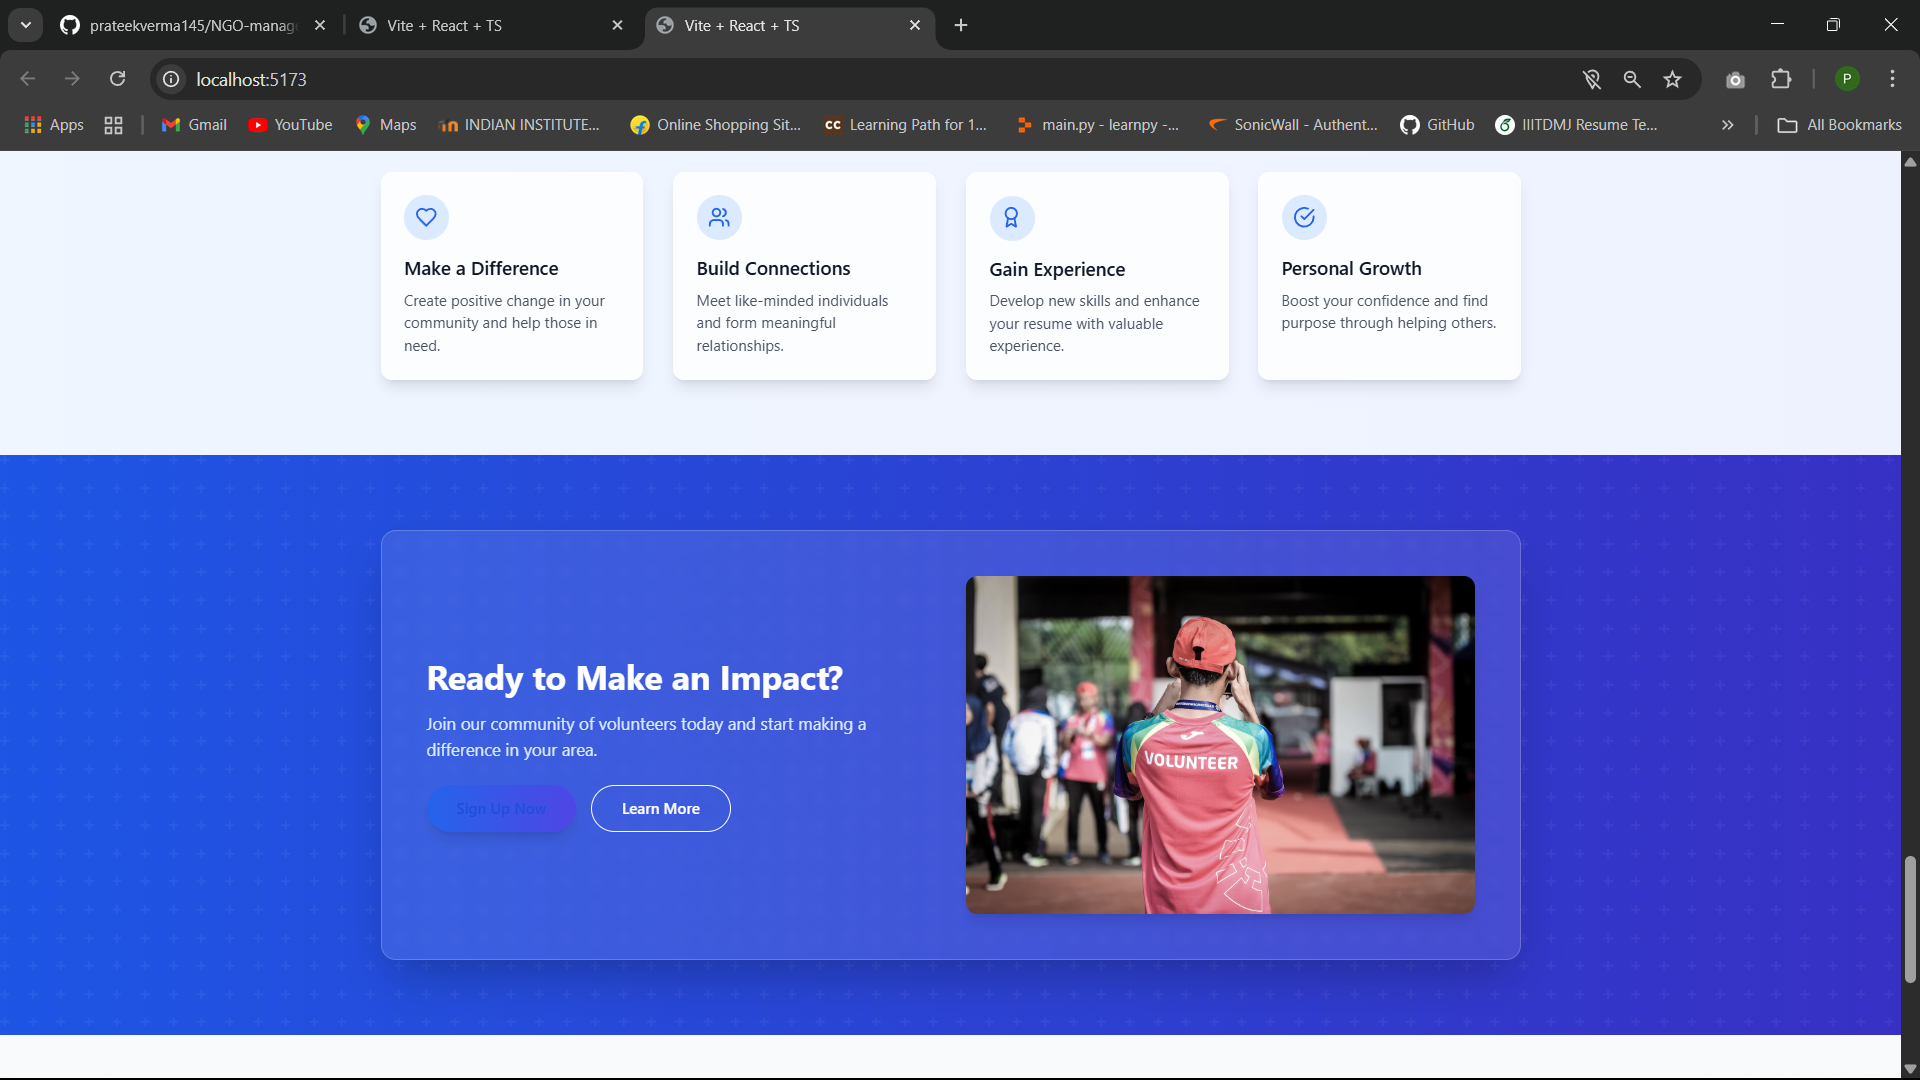 prateekverma145/NGO-manag
Vite + React + TS
Vite + React + TS
localhost:5173
P
Apps
Gmail
YouTube
Maps
INDIAN INSTITUTE...
Online Shopping Sit...
CC Learning Path for 1...
main.py - learnpy -...
SonicWall - Authent...
GitHub
IIITDMJ Resume Te...
All Bookmarks
Make a Difference
Create positive change in your
community and help those in
need.
Build Connections
Meet like-minded individuals
and form meaningful
relationships.
Gain Experience
Develop new skills and enhance
your resume with valuable
experience.
Personal Growth
Boost your confidence and find
purpose through helping others.
Ready to Make an Impact?
Join our community of volunteers today and start making a
difference in your area.
Sign Up Now
Learn More
VOLUNTEER